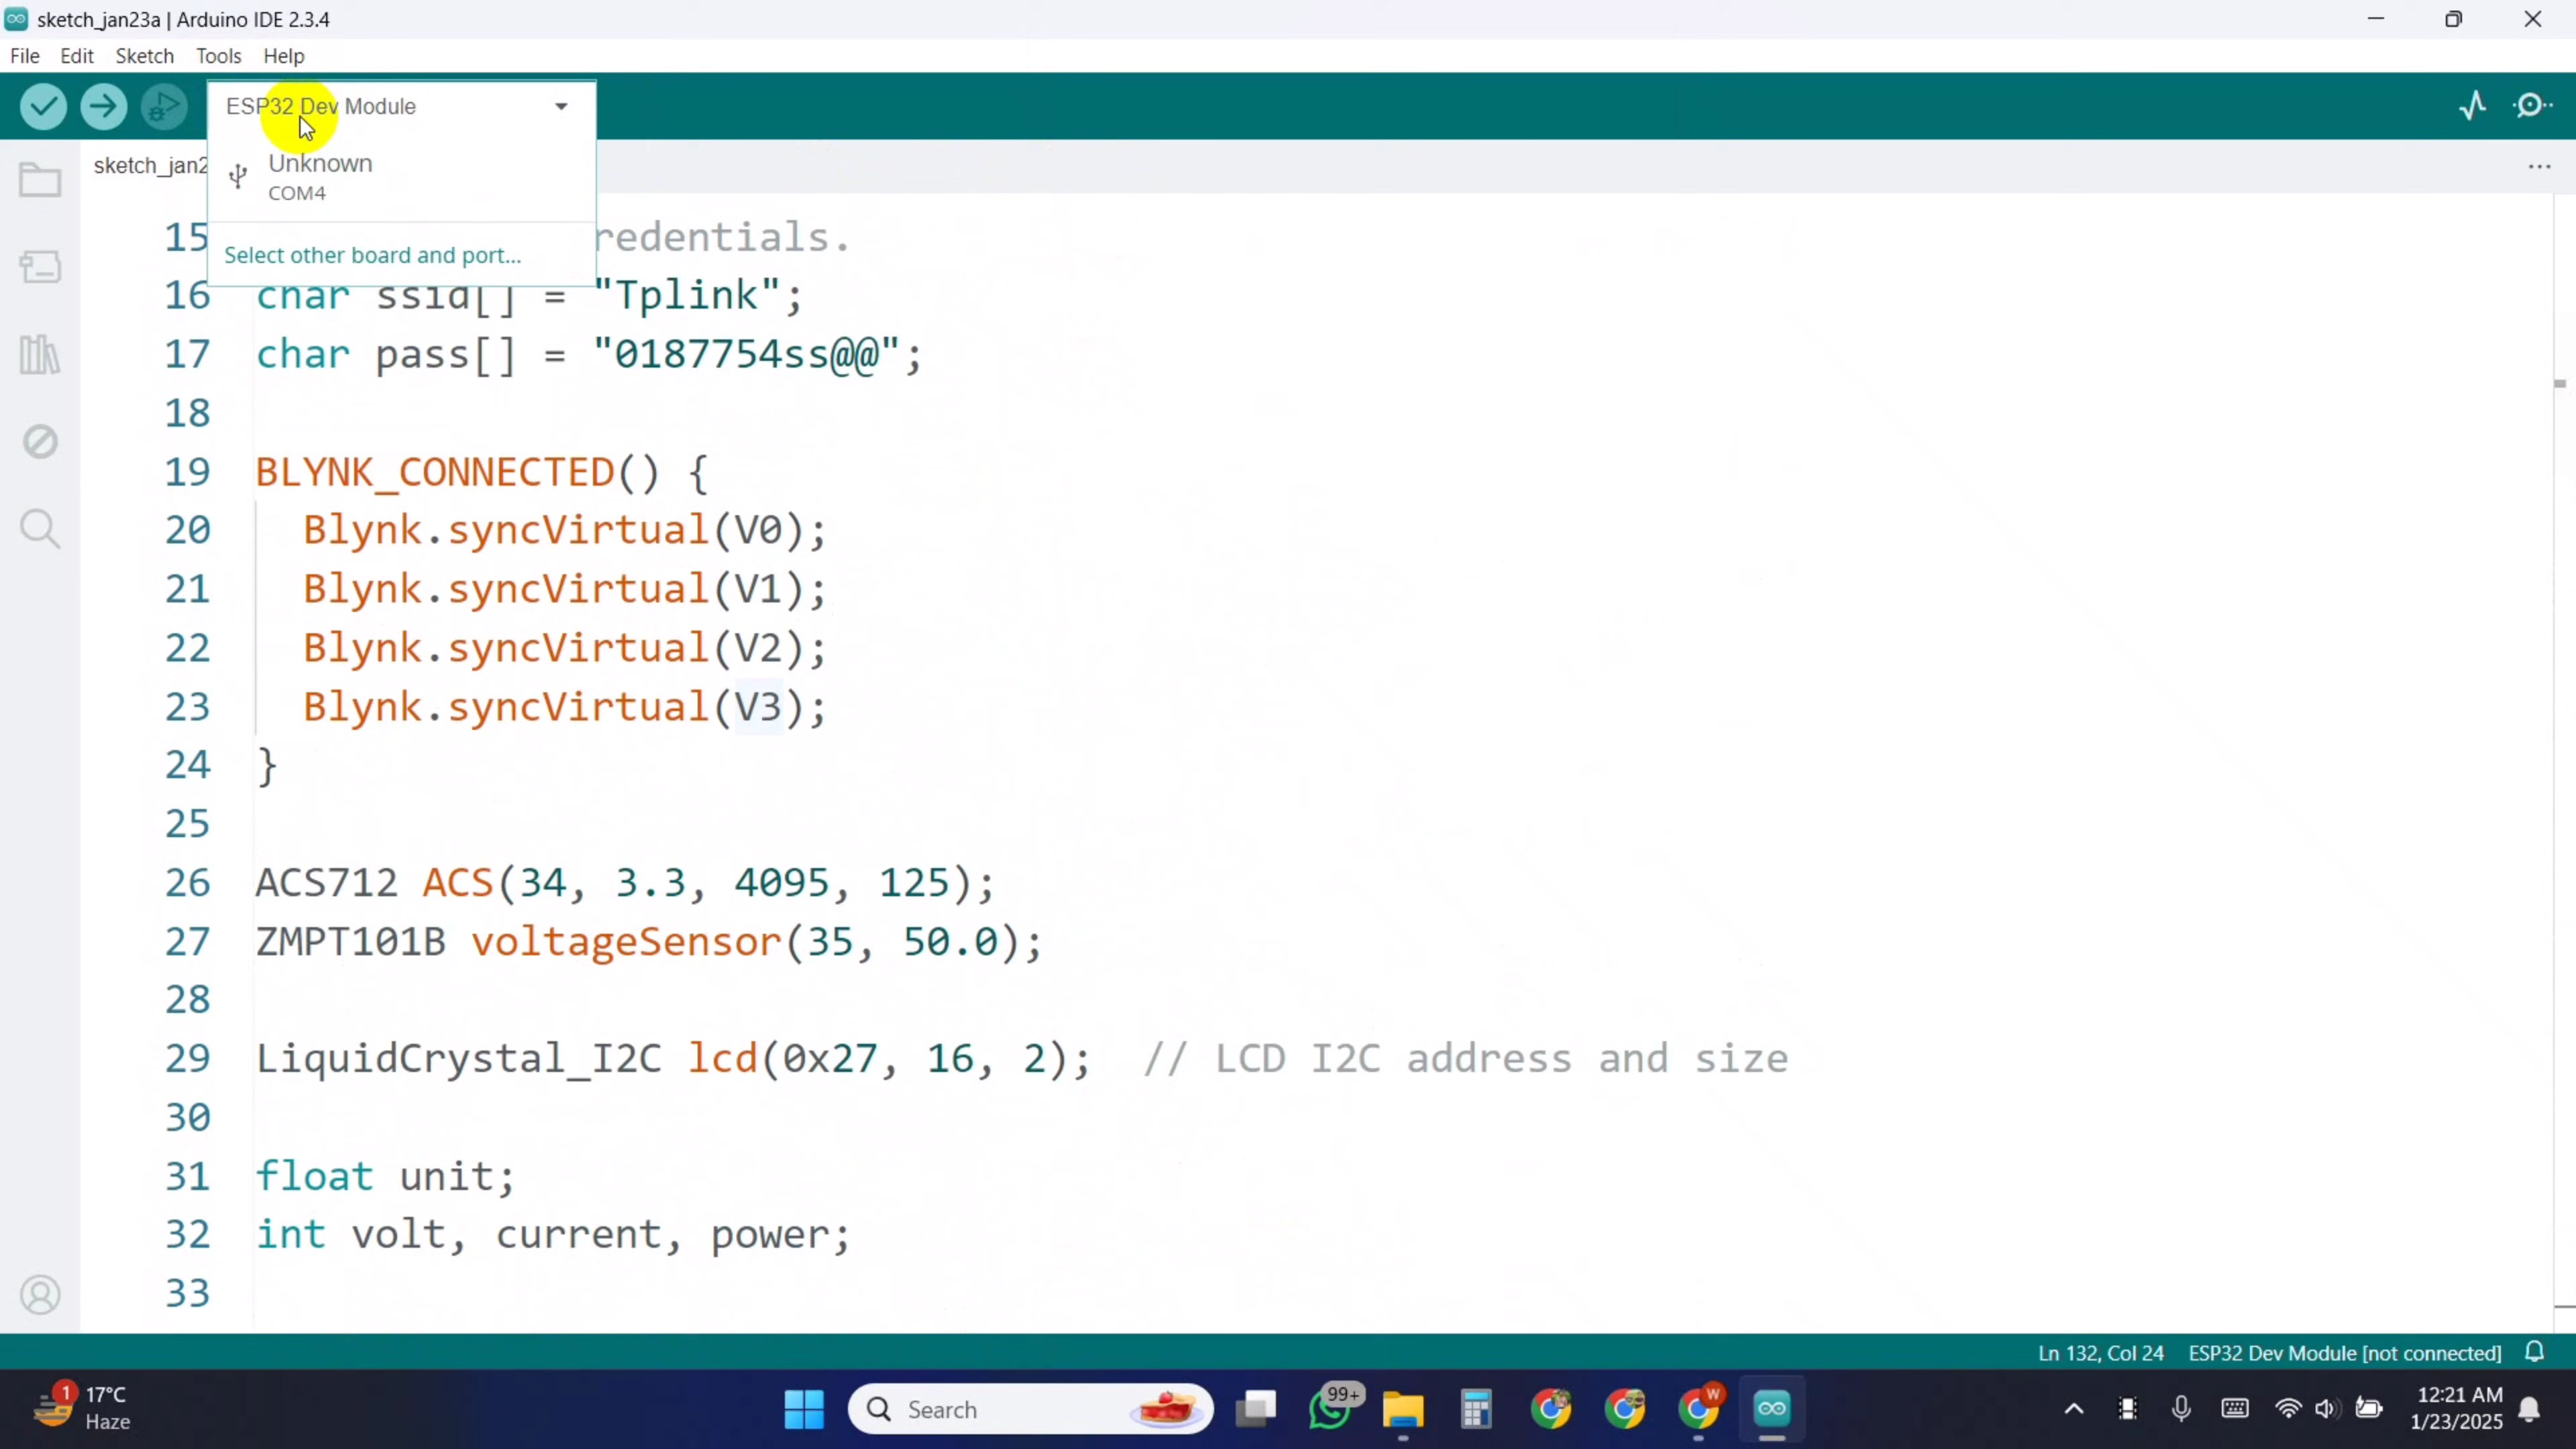 sketch_jan23a | Arduino IDE 2.3.4
File Edit Sketch Tools Help
ESP32 Dev Module
sketch_jan2
Unknown
COM4
Select other board and port...
15 redentials.
16 char ssid[] = "Tplink";
17 char pass[] = "0187754ss@@";
18
19 BLYNK_CONNECTED() {
20 Blynk.syncVirtual(V0);
21 Blynk.syncVirtual(V1);
22 Blynk.syncVirtual(V2);
23 Blynk.syncVirtual(V3);
24 }
25
26 ACS712 ACS(34, 3.3, 4095, 125);
27 ZMPT101B voltageSensor(35, 50.0);
28
29 LiquidCrystal_I2C lcd(0x27, 16, 2); // LCD I2C address and size
30
31 float unit;
32 int volt, current, power;
33
Ln 132, Col 24 ESP32 Dev Module [not connected]
1
17°C
Haze
Search
99+
W
12:21 AM
1/23/2025